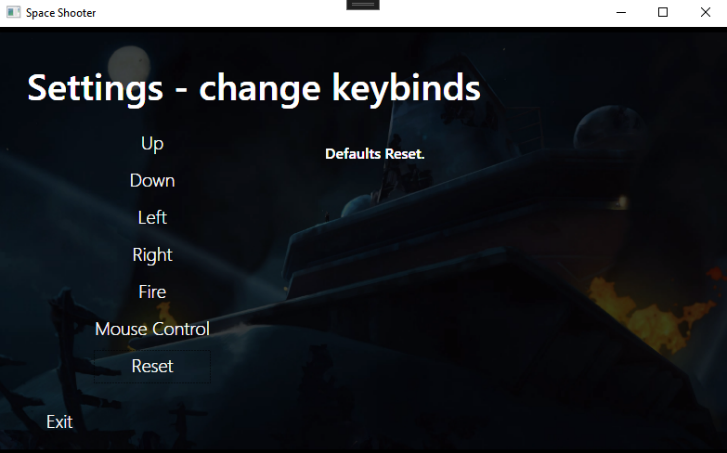 Space Shooter
Settings - change keybinds
Up
Defaults Reset.
Down
Left
Right
Fire
Mouse Control
Reset
Exit